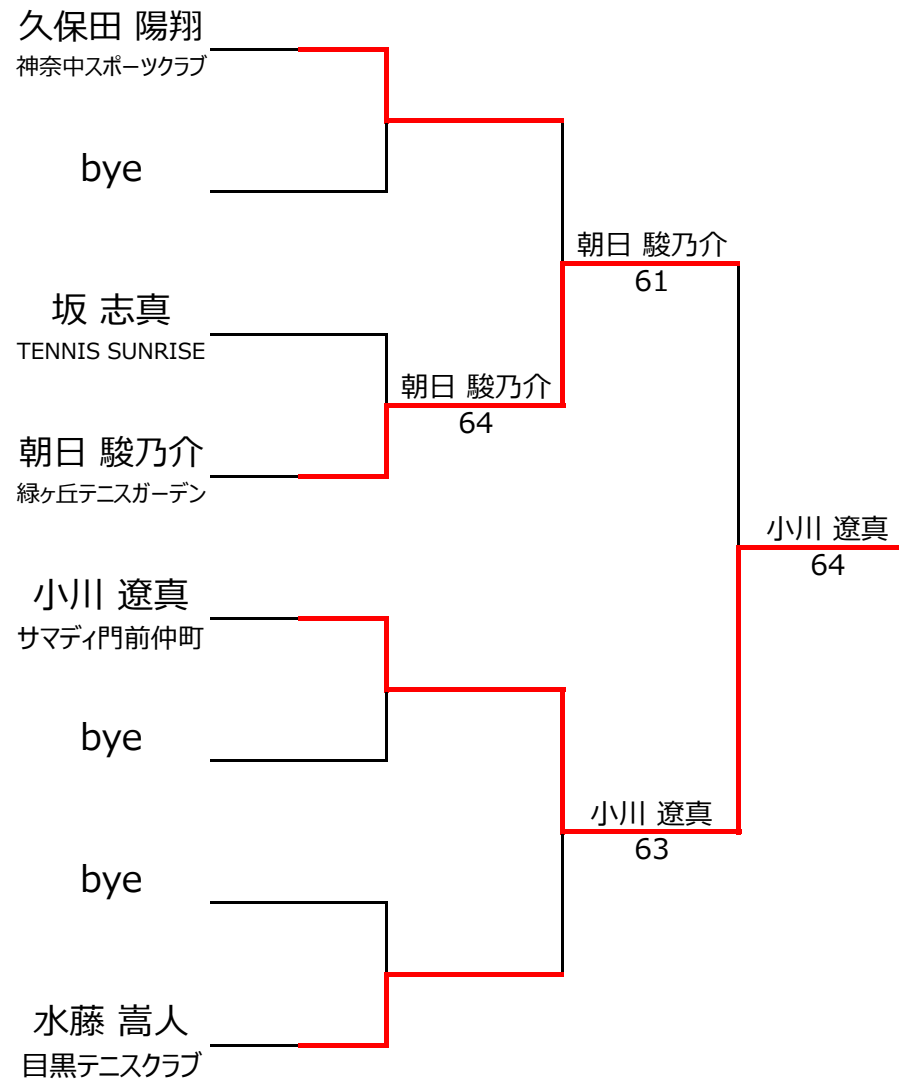 久保田 陽翔
神奈中スポーツクラブ
bye
坂 志真
TENNIS SUNRISE
朝日 駿乃介
緑ヶ丘テニスガーデン
小川 遼真
サマディ門前仲町
bye
bye
水藤 嵩人
目黒テニスクラブ
朝日 駿乃介
64
朝日 駿乃介
61
小川 遼真
63
小川 遼真
64